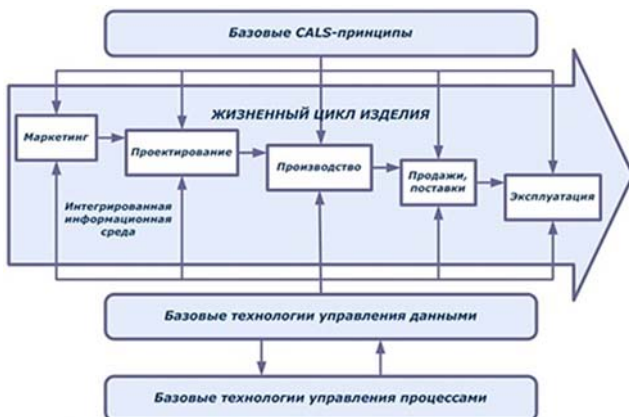 Базовые CALS-принципы
ЖИЗНЕННЫЙ ЦИКЛ ИЗДЕЛИЯ
Маркетинг
Проектирование
Производство
Продажи,
поставки
Эксплуатация
Интегрированная
информационная
среда
Базовые технологии управления данными
Базовые технологии управления процессами